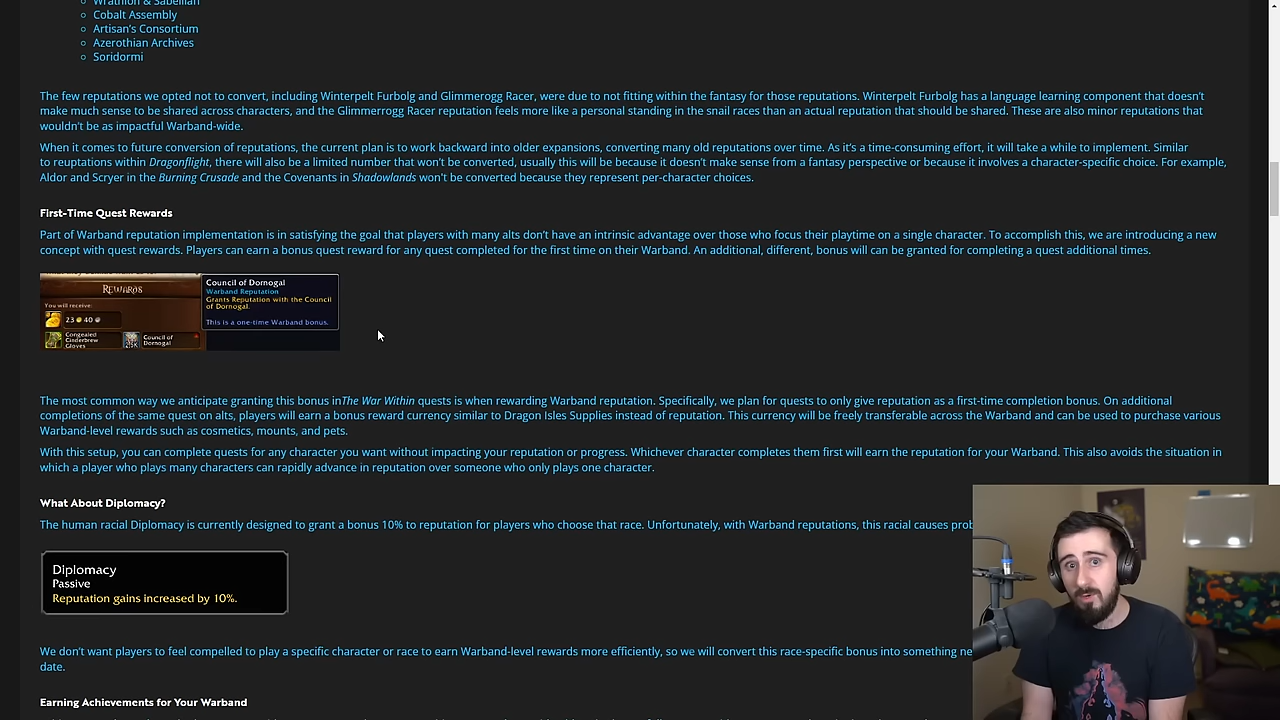 Wrathion & Sabellian
Cobalt Assembly
Artisan's Consortium
Azerothian Archives
Soridormi
The few reputations we opted not to convert, including Winterpelt Furbolg and Glimmerogg Racer, were due to not fitting within the fantasy for those reputations. Winterpelt Furbolg has a language learning component that doesn't
make much sense to be shared across characters, and the Glimmerrogg Racer reputation feels more like a personal standing in the snail races than an actual reputation that should be shared. These are also minor reputations that
wouldn't be as impactful Warband-wide.
When it comes to future conversion of reputations, the current plan is to work backward into older expansions, converting many old reputations over time. As it's a time-consuming effort, it will take a while to implement. Similar
to reuptations within Dragonflight, there will also be a limited number that won't be converted, usually this will be because it doesn't make sense from a fantasy perspective or because it involves a character-specific choice. For example,
Aldor and Scryer in the Burning Crusade and the Covenants in Shadowlands won't be converted because they represent per-character choices.
First-Time Quest Rewards
Part of Warband reputation implementation is in satisfying the goal that players with many alts don't have an intrinsic advantage over those who focus their playtime on a single character. To accomplish this, we are introducing a new
concept with quest rewards. Players can earn a bonus quest reward for any quest completed for the first time on their Warband. An additional, different, bonus will can be granted for completing a quest additional times.
Rewards
You will receive:
23 40
Congealed
Cinderbrew
Gloves
Council of
Dornogal
Council of Dornogal
Warband Reputation
Grants Reputation with the Council
of Dornogal.
This is a one-time Warband bonus.
The most common way we anticipate granting this bonus inThe War Within quests is when rewarding Warband reputation. Specifically, we plan for quests to only give reputation as a first-time completion bonus. On additional
completions of the same quest on alts, players will earn a bonus reward currency similar to Dragon Isles Supplies instead of reputation. This currency will be freely transferable across the Warband and can be used to purchase various
Warband-level rewards such as cosmetics, mounts, and pets.
With this setup, you can complete quests for any character you want without impacting your reputation or progress. Whichever character completes them first will earn the reputation for your Warband. This also avoids the situation in
which a player who plays many characters can rapidly advance in reputation over someone who only plays one character.
What About Diplomacy?
The human racial Diplomacy is currently designed to grant a bonus 10% to reputation for players who choose that race. Unfortunately, with Warband reputations, this racial causes prob
Diplomacy
Passive
Reputation gains increased by 10%.
We don't want players to feel compelled to play a specific character or race to earn Warband-level rewards more efficiently, so we will convert this race-specific bonus into something ne
date.
Earning Achievements for Your Warband